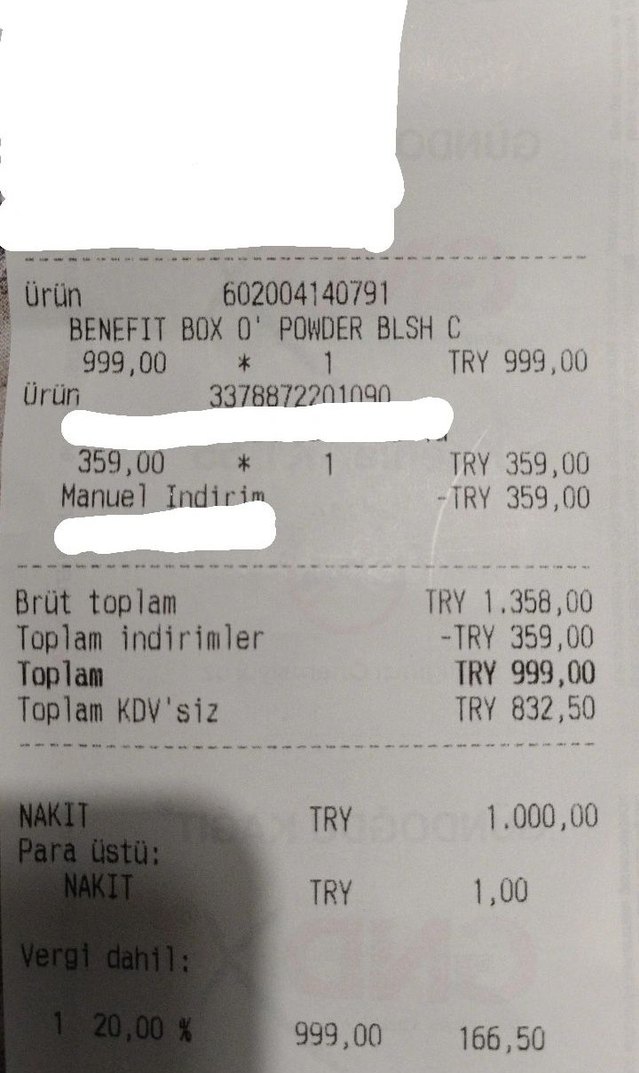 Ürün 602004140791
BENEFIT BOX O' POWDER BLSH C
999,00 * 1 TRY 999,00
Ürün 3378872201090
359,00 * 1 TRY 359,00
Manuel Indirim -TRY 359,00
Brüt toplam TRY 1.358,00
Toplam indirimler -TRY 359,00
Toplam TRY 999,00
Toplam KDV'siz TRY 832,50
NAKIT TRY 1.000,00
Para üstü:
NAKIT TRY 1,00
Vergi dahil:
1 20,00 % 999,00 166,50